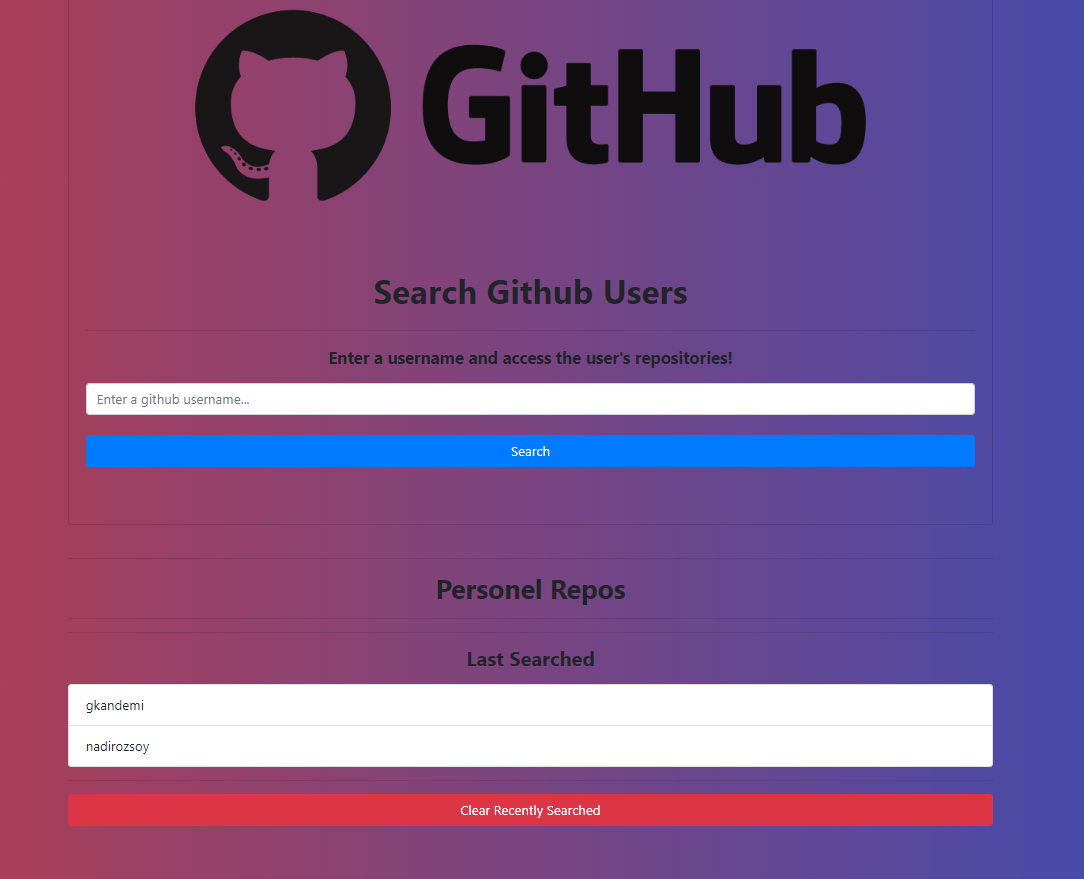 GitHub
Search Github Users
Enter a username and access the user's repositories!
Enter a github username...
Search
Personel Repos
Last Searched
gkandemi
nadirozsoy
Clear Recently Searched